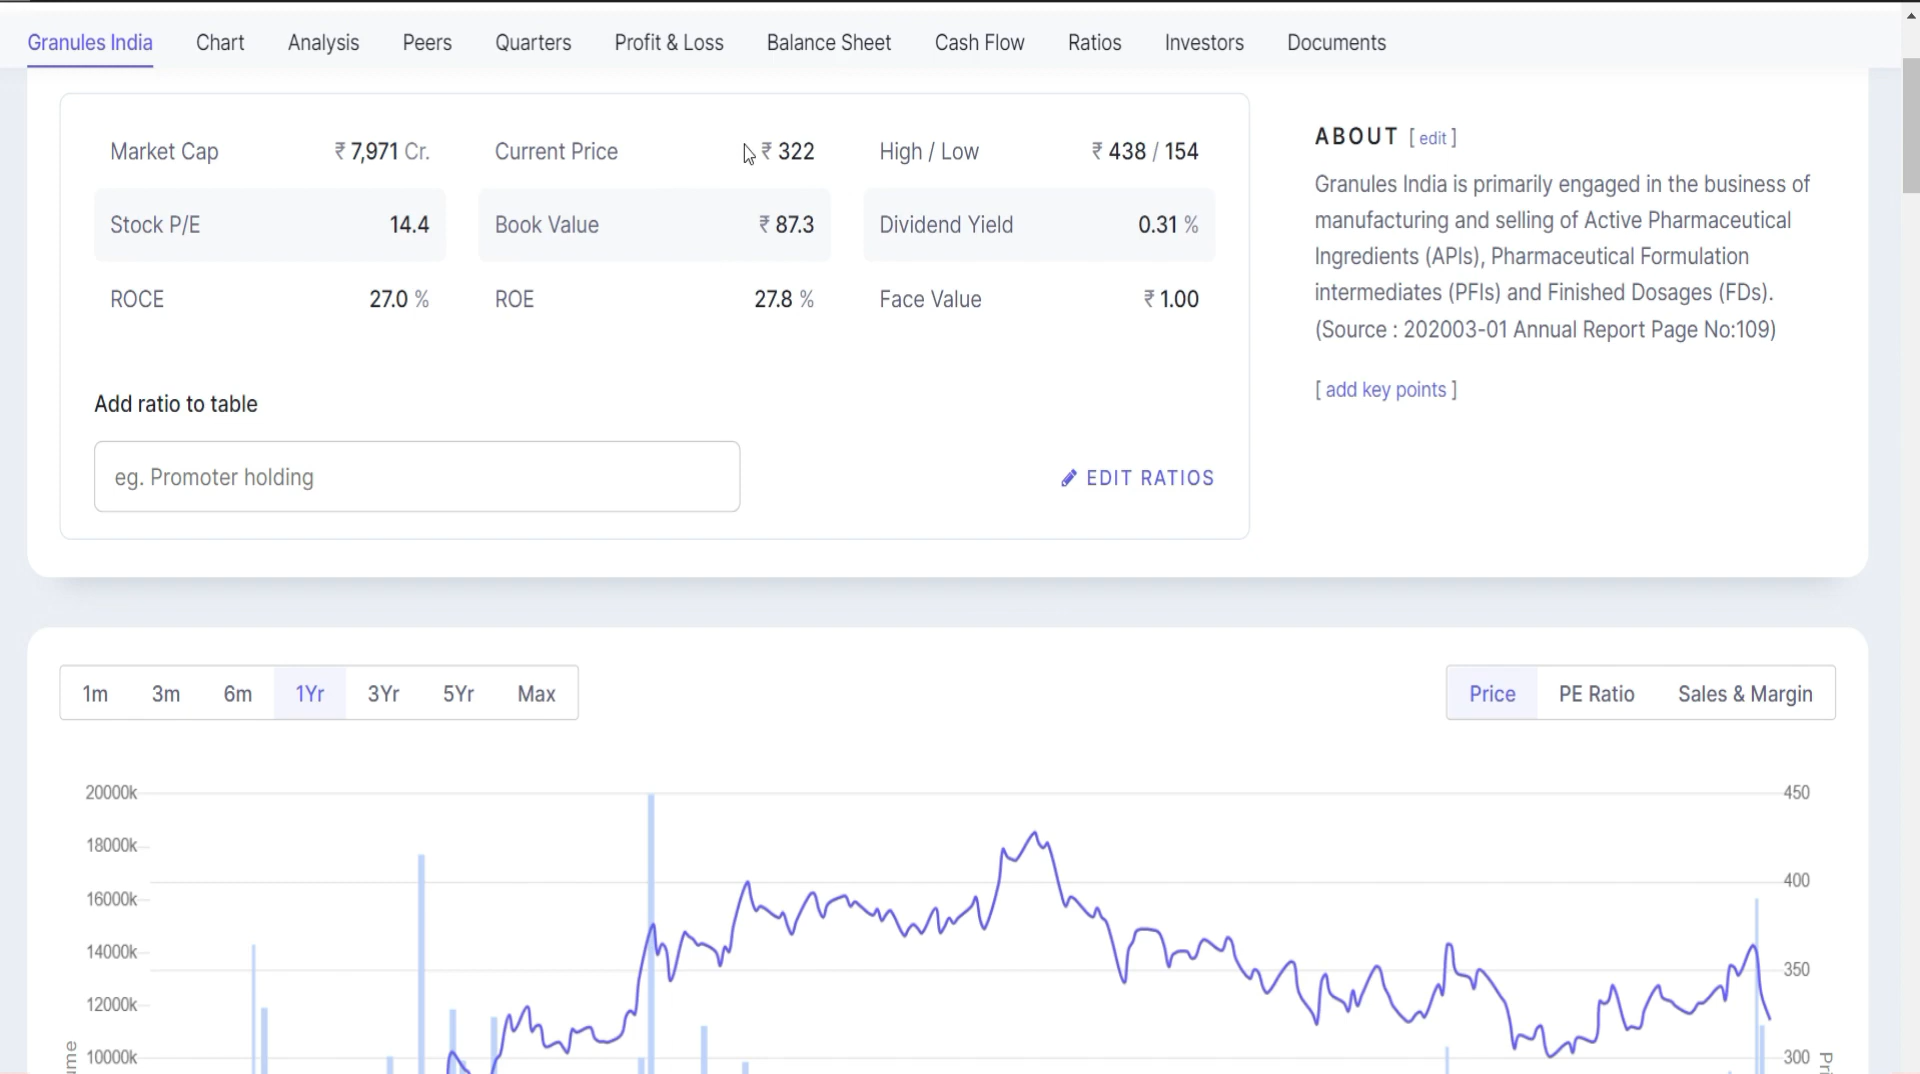 Granules India Chart Analysis Peers Quarters Profit & Loss Balance Sheet Cash Flow Ratios Investors Documents
Market Cap ₹ 7,971 Cr. Current Price ₹ 322 High / Low ₹ 438 / 154
Stock P/E 14.4 Book Value ₹ 87.3 Dividend Yield 0.31 %
ROCE 27.0 % ROE 27.8 % Face Value ₹ 1.00
Add ratio to table
eg. Promoter holding
EDIT RATIOS
ABOUT [ edit ]
Granules India is primarily engaged in the business of
manufacturing and selling of Active Pharmaceutical
Ingredients (APIs), Pharmaceutical Formulation
intermediates (PFIs) and Finished Dosages (FDs).
(Source : 202003-01 Annual Report Page No:109)
[ add key points ]
1m 3m 6m 1Yr 3Yr 5Yr Max
Price PE Ratio Sales & Margin
20000k
18000k
16000k
14000k
12000k
10000k
450
400
350
300